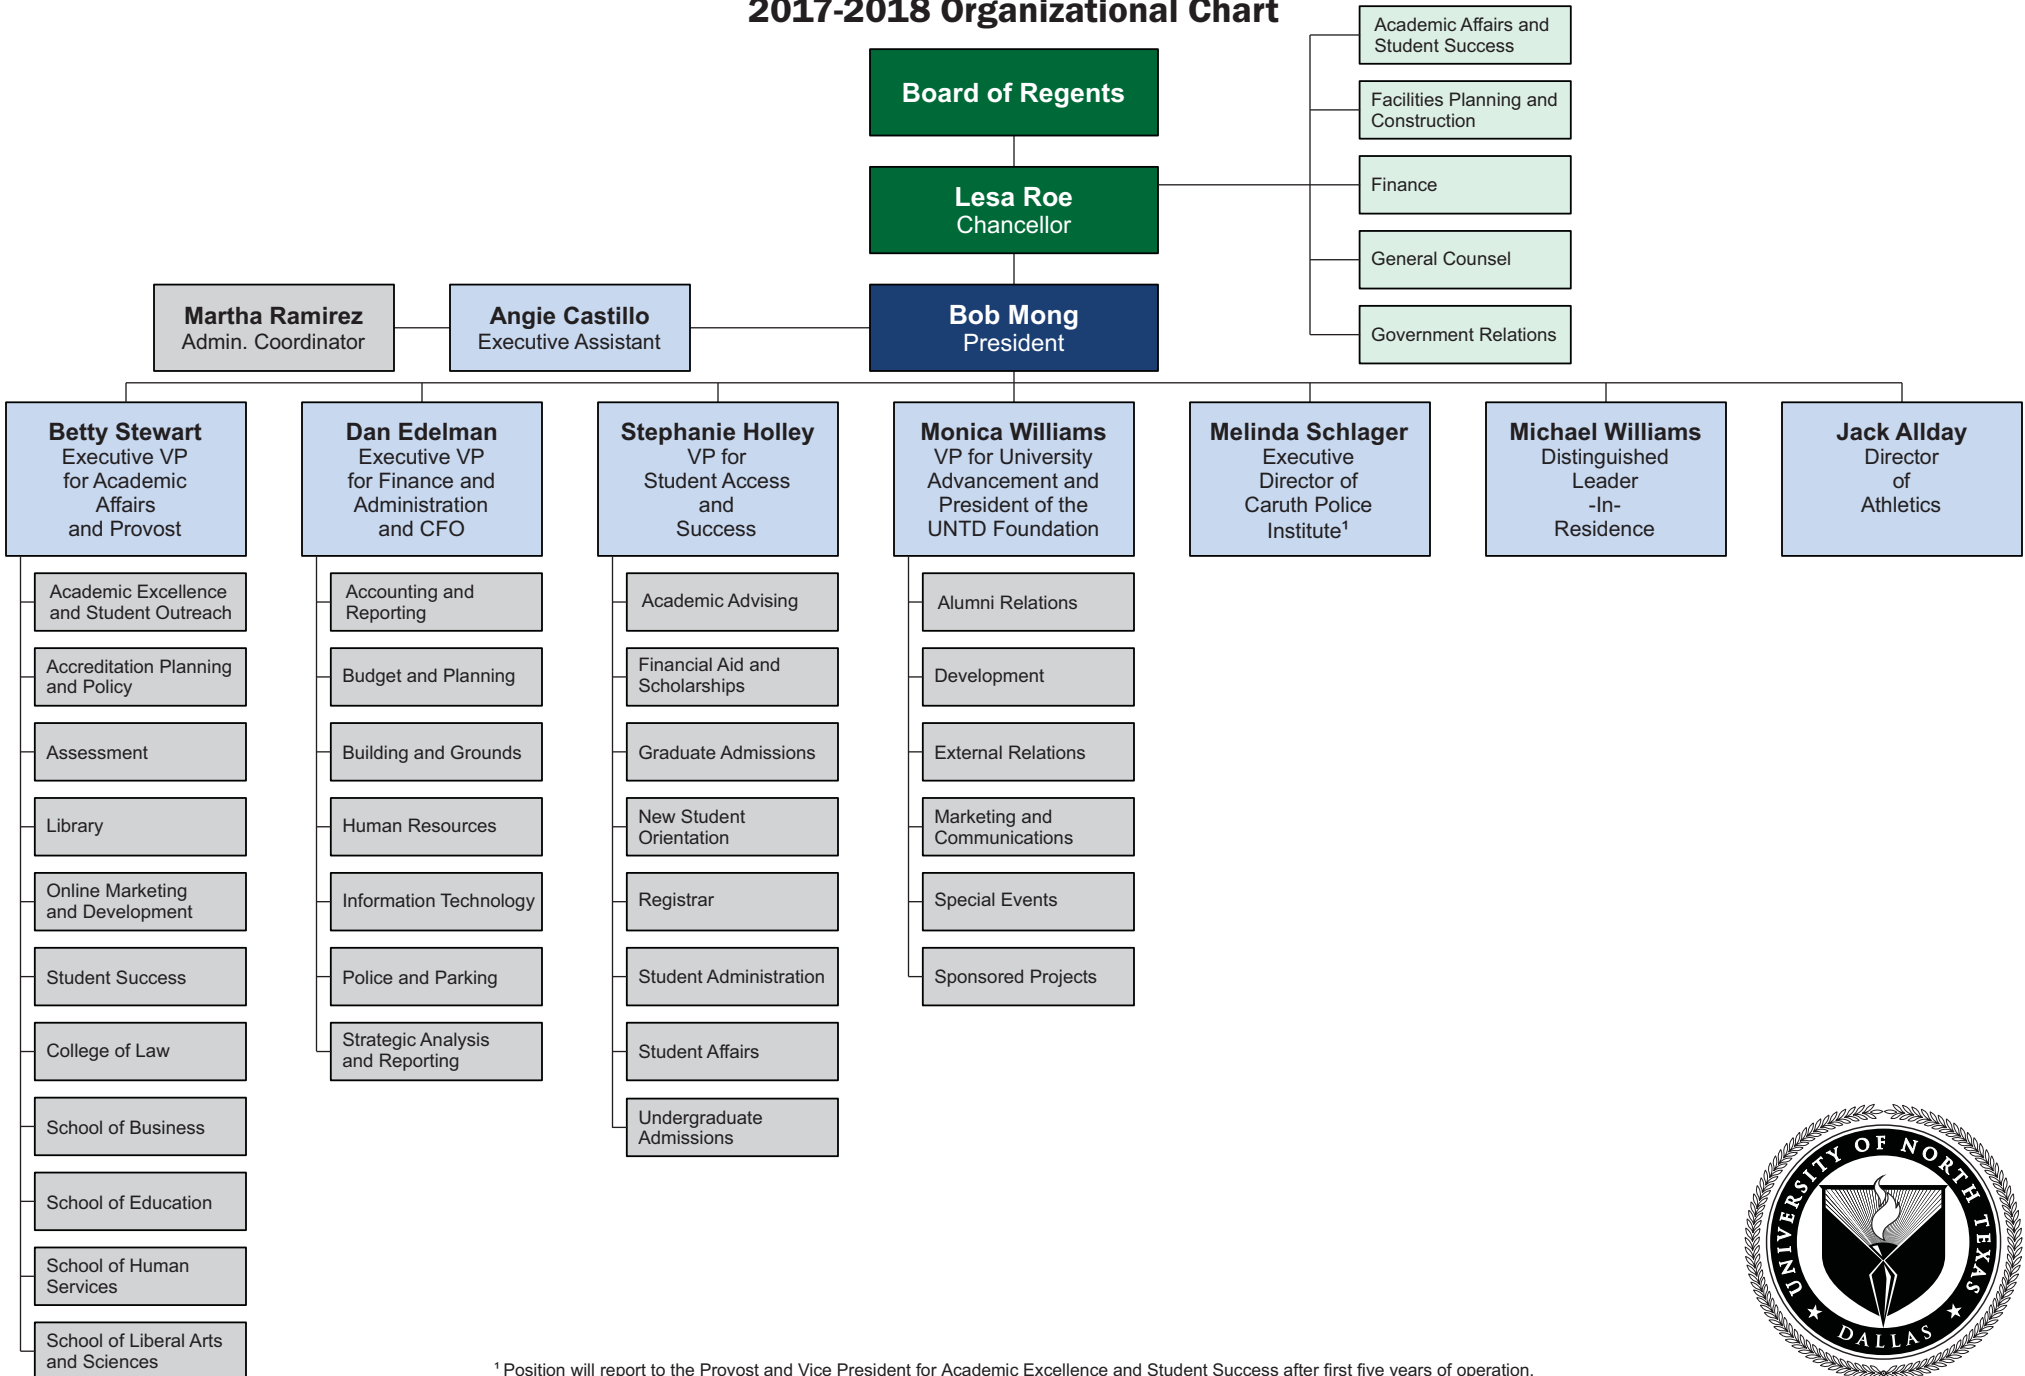 2017-2018 Organizational Chart
Board of Regents
Lesa Roe
Chancellor
Academic Affairs and
Student Success
Facilities Planning and
Construction
Finance
General Counsel
Government Relations
Martha Ramirez
Admin. Coordinator
Angie Castillo
Executive Assistant
Bob Mong
President
Betty Stewart
Executive VP
for Academic
Affairs
and Provost
Academic Excellence
and Student Outreach
Accreditation Planning
and Policy
Assessment
Library
Online Marketing
and Development
Student Success
College of Law
School of Business
School of Education
School of Human
Services
School of Liberal Arts
and Sciences
Dan Edelman
Executive VP
for Finance and
Administration
and CFO
Accounting and
Reporting
Budget and Planning
Building and Grounds
Human Resources
Information Technology
Police and Parking
Strategic Analysis
and Reporting
Stephanie Holley
VP for
Student Access
and
Success
Academic Advising
Financial Aid and
Scholarships
Graduate Admissions
New Student
Orientation
Registrar
Student Administration
Student Affairs
Undergraduate
Admissions
Monica Williams
VP for University
Advancement and
President of the
UNTD Foundation
Alumni Relations
Development
External Relations
Marketing and
Communications
Special Events
Sponsored Projects
Melinda Schlager
Executive
Director of
Caruth Police
Institute¹
Michael Williams
Distinguished
Leader
-In-
Residence
Jack Allday
Director
of
Athletics
UNIVERSITY OF NORTH TEXAS
DALLAS
¹ Position will report to the Provost and Vice President for Academic Excellence and Student Success after first five years of operation.